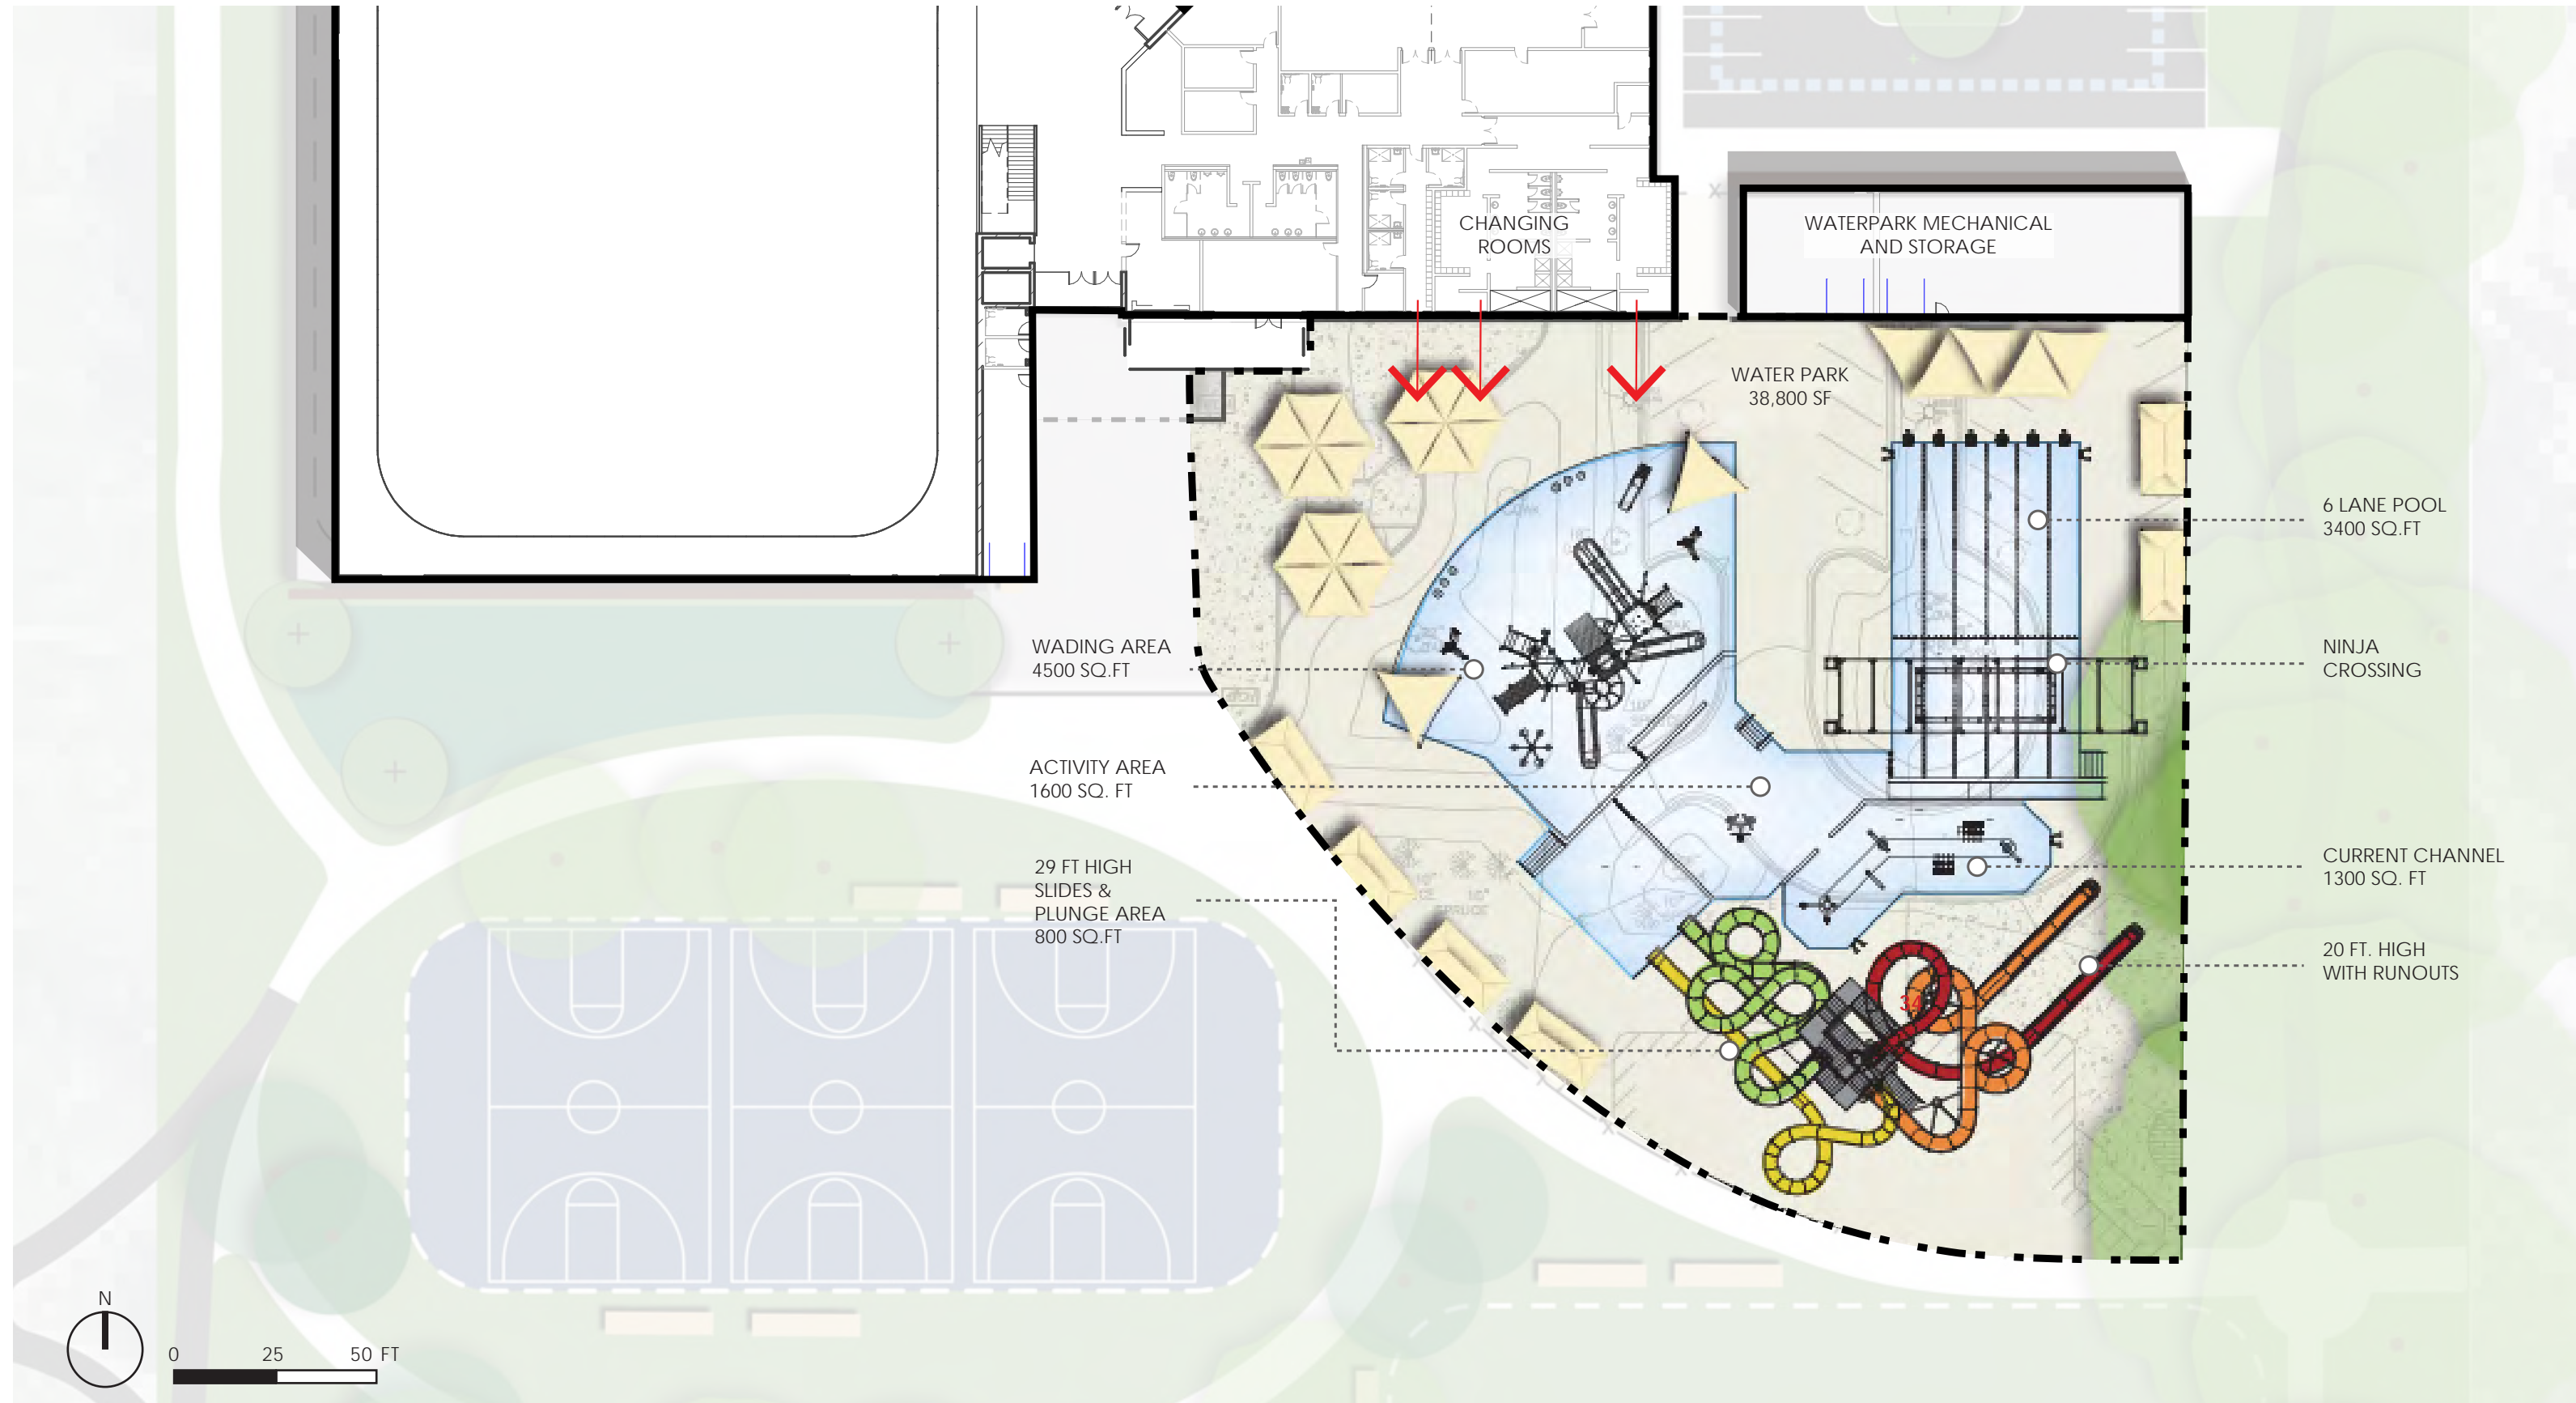 CHANGING
ROOMS
WATERPARK MECHANICAL
AND STORAGE
WATER PARK
38,800 SF
6 LANE POOL
3400 SQ.FT
NINJA
CROSSING
WADING AREA
4500 SQ.FT
ACTIVITY AREA
1600 SQ. FT
29 FT HIGH
SLIDES &
PLUNGE AREA
800 SQ.FT
CURRENT CHANNEL
1300 SQ. FT
20 FT. HIGH
WITH RUNOUTS
34
SPRUCE
N
0 25 50 FT